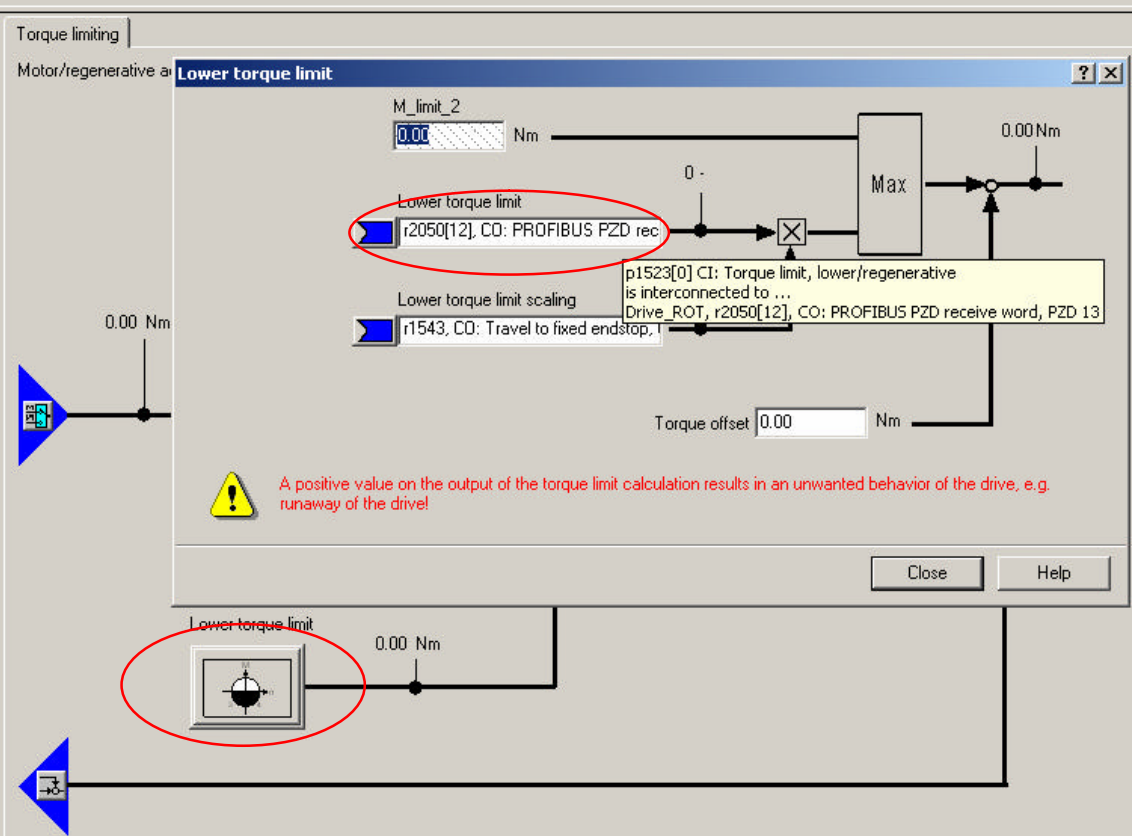 Torque limiting
Motor/regenerative a
Lower torque limit
M_limit_2
0.00 Nm
0.00 Nm
Max
0 -
Lower torque limit
r2050[12], CO: PROFIBUS PZD rec
p1523[0] CI: Torque limit, lower/regenerative
is interconnected to ...
Drive_ROT, r2050[12], CO: PROFIBUS PZD receive word, PZD 13
Lower torque limit scaling
r1543, CO: Travel to fixed endstop,
0.00 Nm
Torque offset 0.00 Nm
A positive value on the output of the torque limit calculation results in an unwanted behavior of the drive, e.g.
runaway of the drive!
Close
Help
Lower torque limit
0.00 Nm
M
n